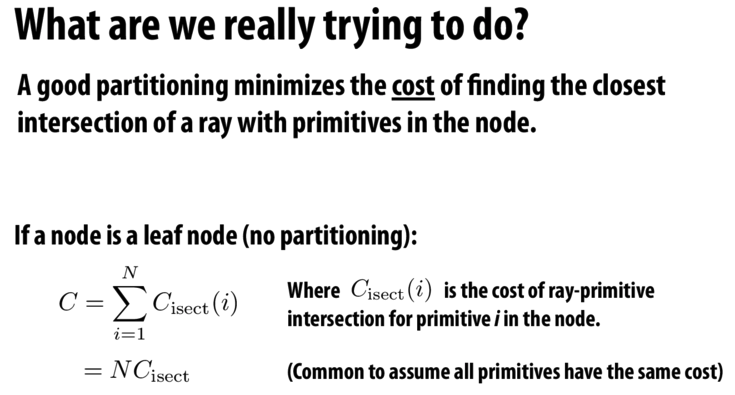 What are we really trying to do?
A good partitioning minimizes the cost of finding the closest
intersection of a ray with primitives in the node.
If a node is a leaf node (no partitioning):
C = \sum_{i=1}^{N} C_{isect}(i)
Where C_{isect}(i) is the cost of ray-primitive
intersection for primitive i in the node.
= NC_{isect}
(Common to assume all primitives have the same cost)